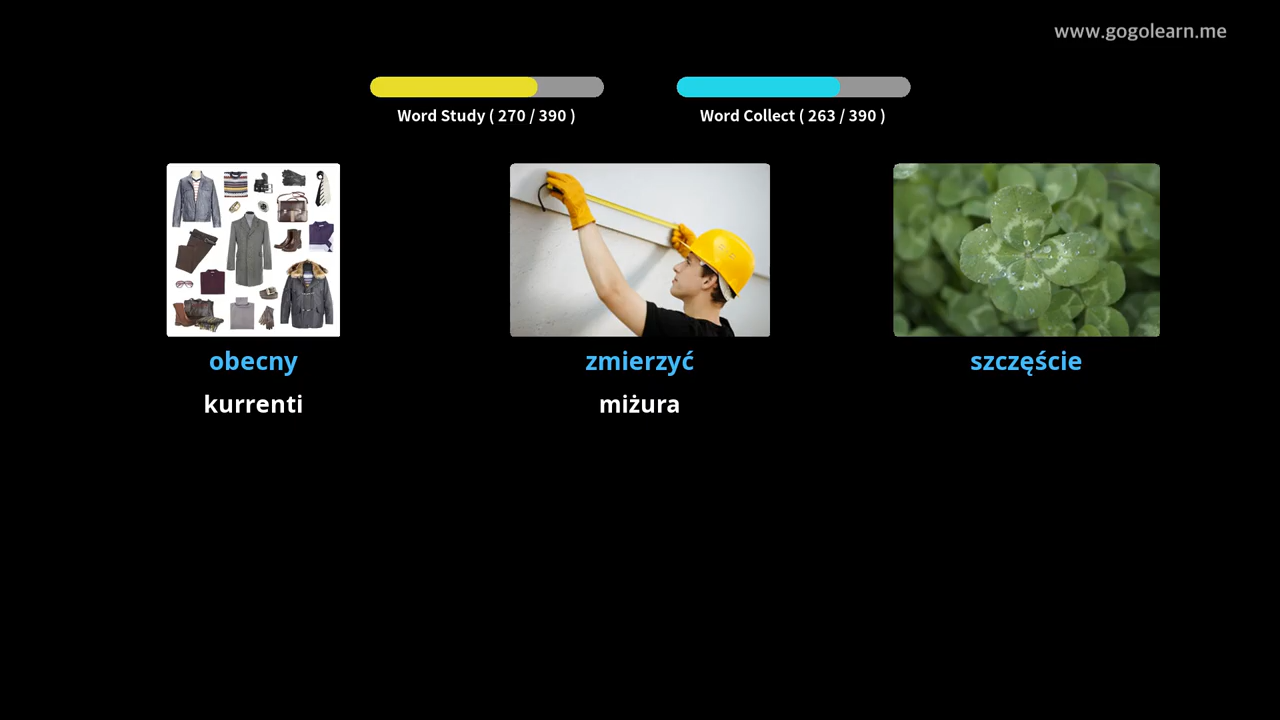 www.gogolearn.me
Word Study ( 270 / 390 )
Word Collect ( 263 / 390 )
obecny
zmierzyć
szczęście
kurrenti
miżura